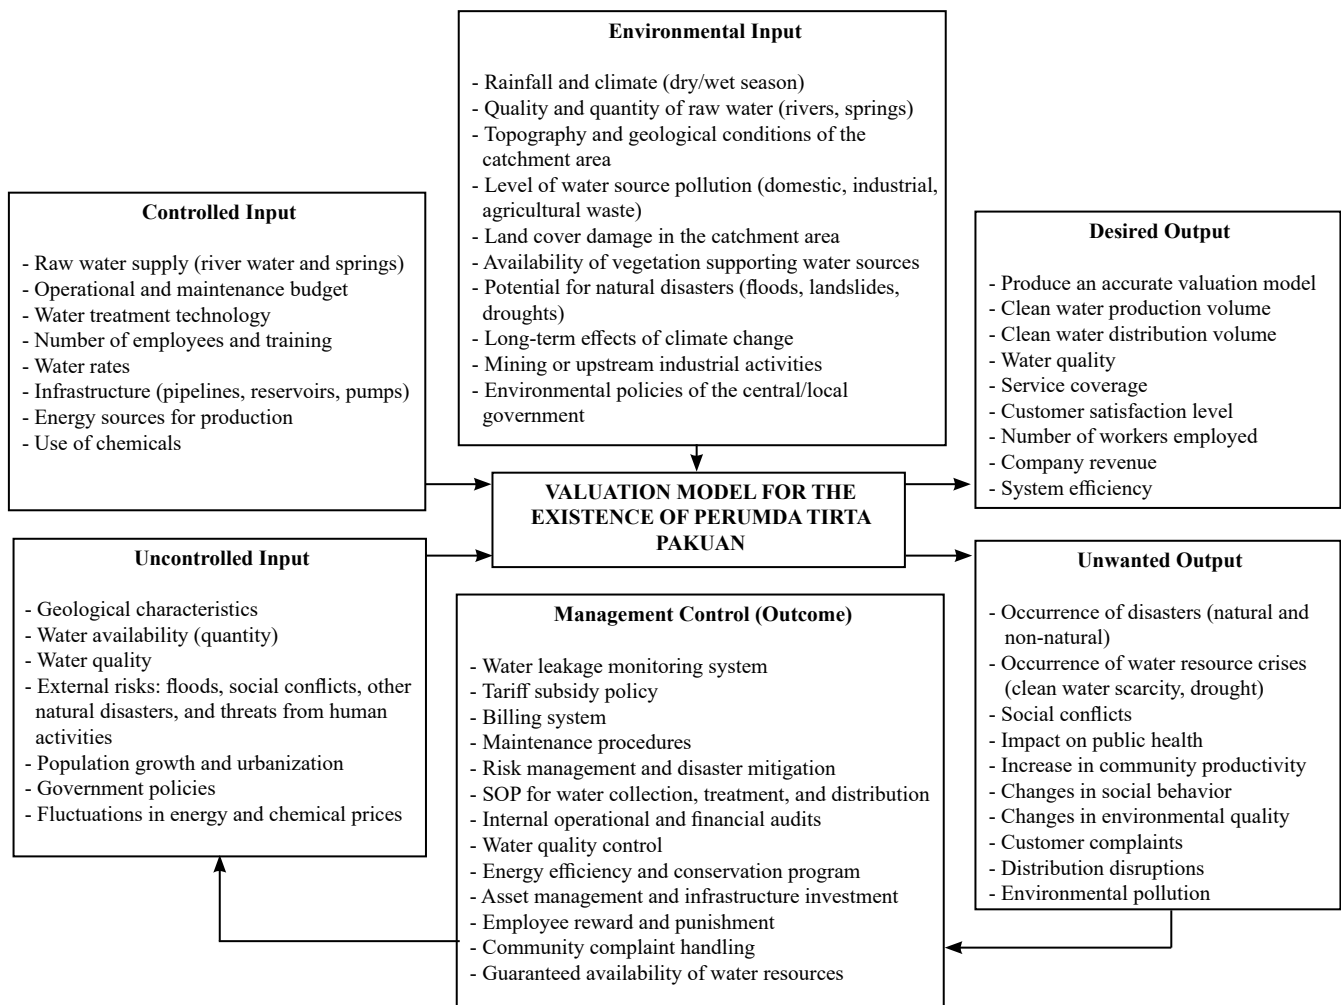 Environmental Input
- Rainfall and climate (dry/wet season)
- Quality and quantity of raw water (rivers, springs)
- Topography and geological conditions of the
catchment area
- Level of water source pollution (domestic, industrial,
agricultural waste)
- Land cover damage in the catchment area
- Availability of vegetation supporting water sources
- Potential for natural disasters (floods, landslides,
droughts)
- Long-term effects of climate change
- Mining or upstream industrial activities
- Environmental policies of the central/local
government
Controlled Input
- Raw water supply (river water and springs)
- Operational and maintenance budget
- Water treatment technology
- Number of employees and training
- Water rates
- Infrastructure (pipelines, reservoirs, pumps)
- Energy sources for production
- Use of chemicals
Desired Output
- Produce an accurate valuation model
- Clean water production volume
- Clean water distribution volume
- Water quality
- Service coverage
- Customer satisfaction level
- Number of workers employed
- Company revenue
- System efficiency
VALUATION MODEL FOR THE
EXISTENCE OF PERUMDA TIRTA
PAKUAN
Uncontrolled Input
- Geological characteristics
- Water availability (quantity)
- Water quality
- External risks: floods, social conflicts, other
natural disasters, and threats from human
activities
- Population growth and urbanization
- Government policies
- Fluctuations in energy and chemical prices
Management Control (Outcome)
- Water leakage monitoring system
- Tariff subsidy policy
- Billing system
- Maintenance procedures
- Risk management and disaster mitigation
- SOP for water collection, treatment, and distribution
- Internal operational and financial audits
- Water quality control
- Energy efficiency and conservation program
- Asset management and infrastructure investment
- Employee reward and punishment
- Community complaint handling
- Guaranteed availability of water resources
Unwanted Output
- Occurrence of disasters (natural and
non-natural)
- Occurrence of water resource crises
(clean water scarcity, drought)
- Social conflicts
- Impact on public health
- Increase in community productivity
- Changes in social behavior
- Changes in environmental quality
- Customer complaints
- Distribution disruptions
- Environmental pollution